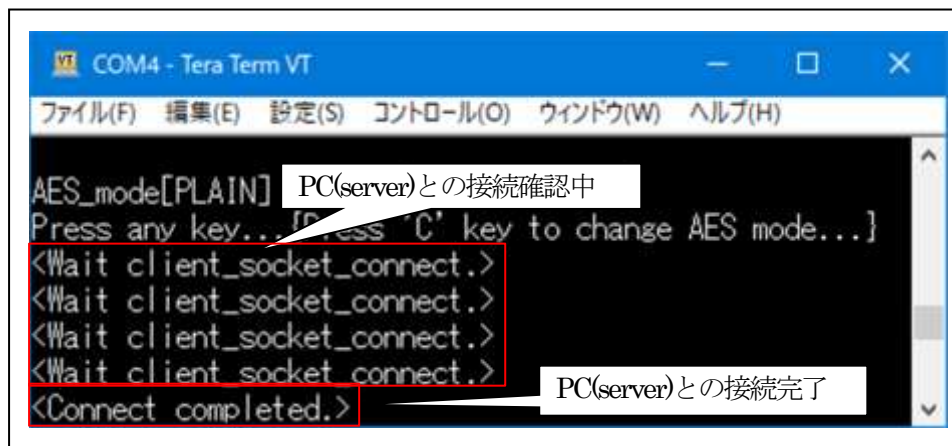 COM4 - Tera Term VT
ファイル(F) 編集(E) 設定(S) コントロール(O) ウィンドウ(W) ヘルプ(H)
PC(server)との接続確認中
AES_mode[PLAIN]
Press any key...{Press 'C' key to change AES mode...}
<Wait client_socket_connect.>
<Wait client_socket_connect.>
<Wait client_socket_connect.>
<Wait client_socket_connect.>
PC(server)との接続完了
<Connect completed.>